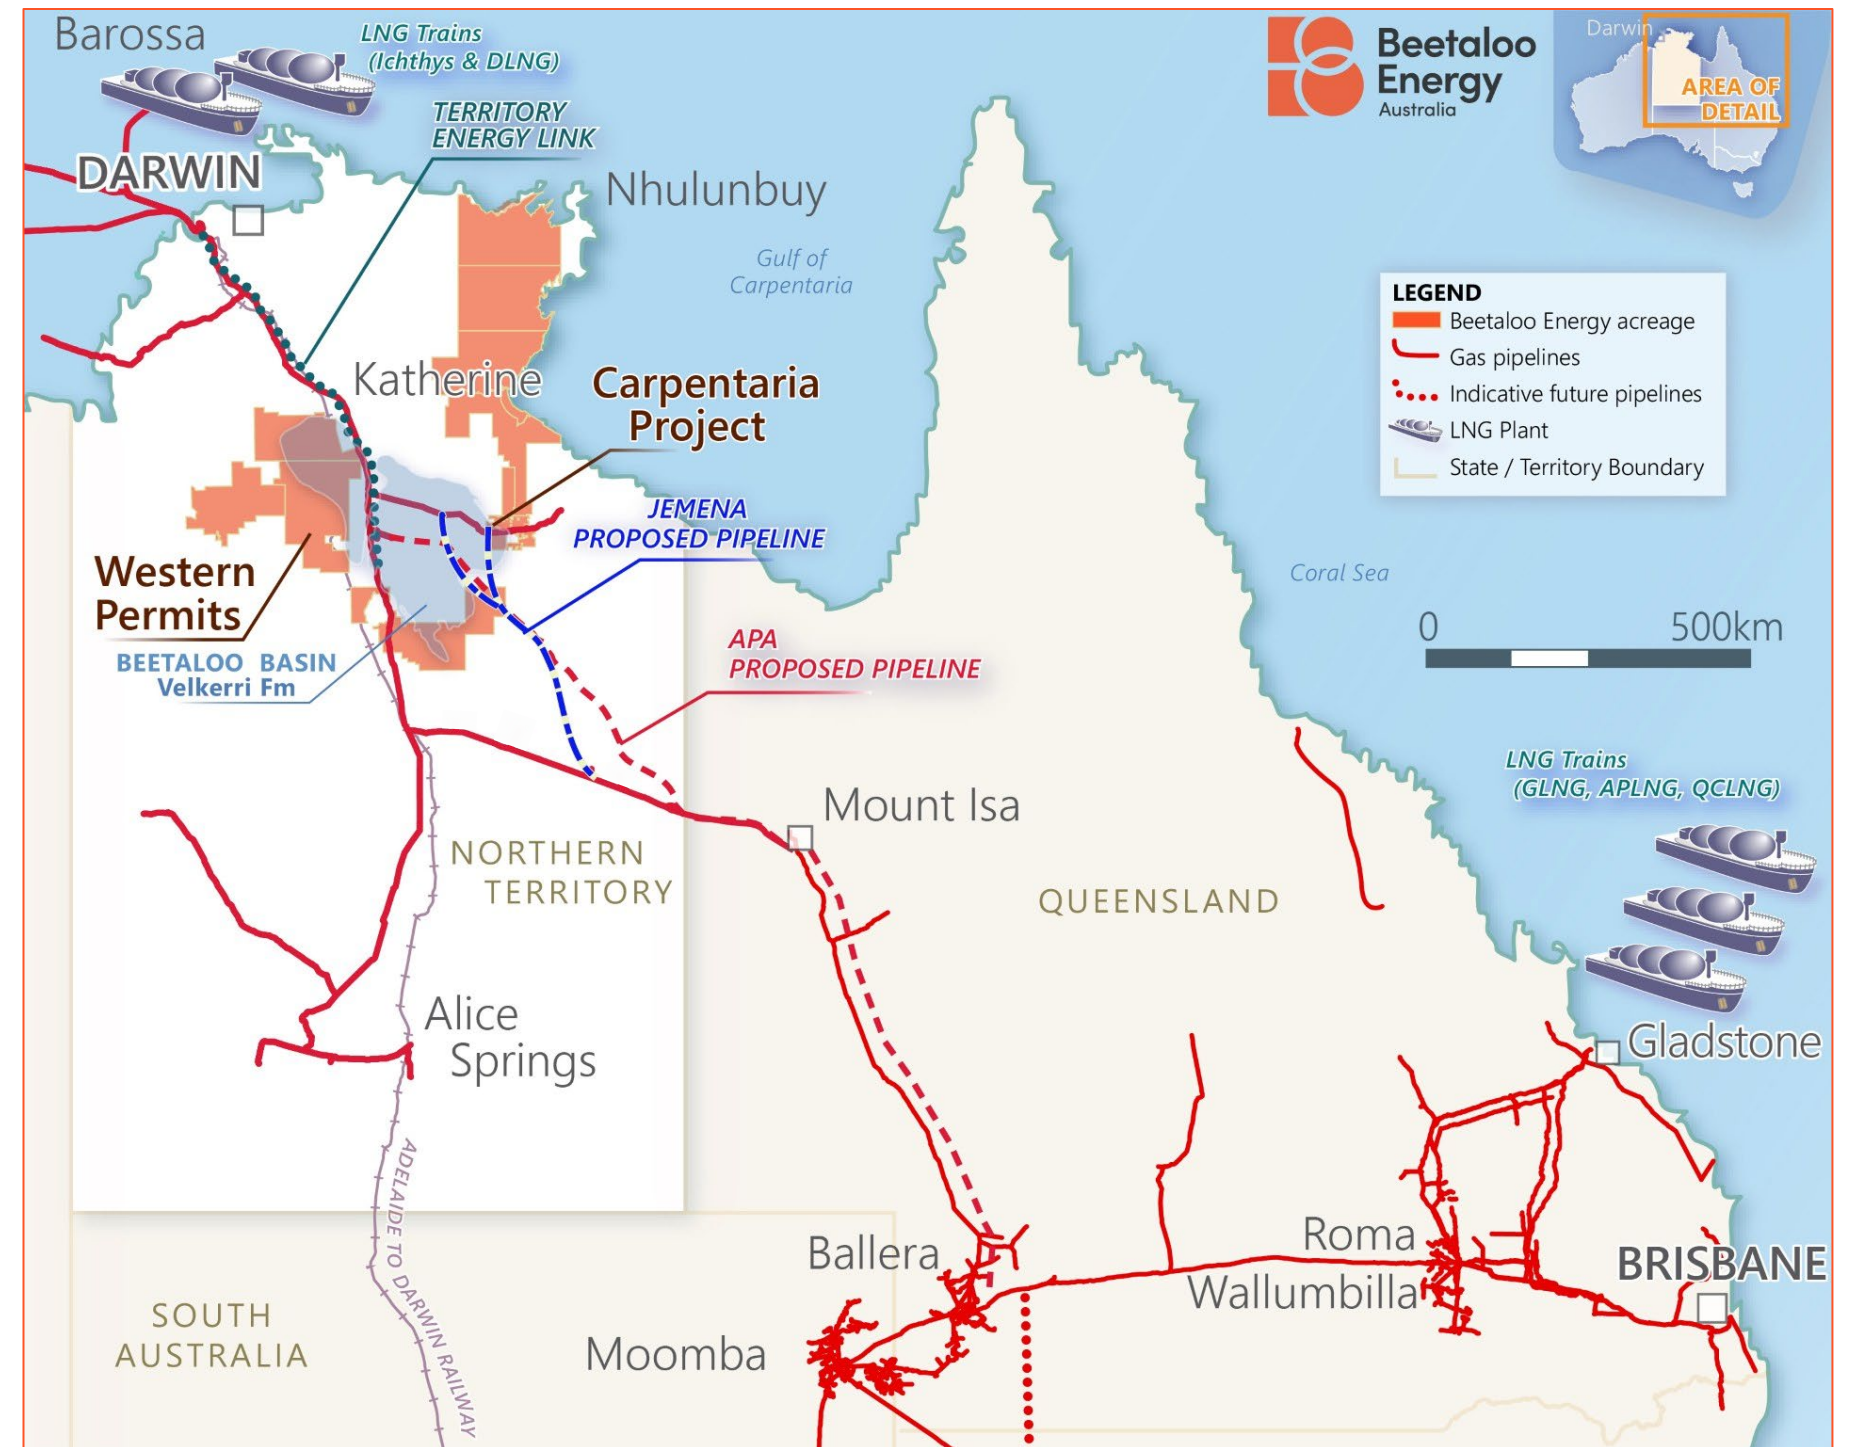 Barossa
LNG Trains
(Ichthys & DLNG)
TERRITORY
ENERGY LINK
DARWIN
Nhulunbuy
Gulf of
Carpentaria
Beetaloo
Energy
Australia
Darwin
AREA OF
DETAIL
LEGEND
Beetaloo Energy acreage
Gas pipelines
Indicative future pipelines
LNG Plant
State / Territory Boundary
Katherine
Carpentaria
Project
JEMENA
PROPOSED PIPELINE
Western
Permits
BEETALOO BASIN
Velkerri Fm
APA
PROPOSED PIPELINE
Coral Sea
0 500km
LNG Trains
(GLNG, APLNG, QCLNG)
Mount Isa
NORTHERN
TERRITORY
QUEENSLAND
Alice
Springs
Gladstone
ADELAIDE TO DARWIN RAILWAY
Ballera
Roma
Wallumbilla
BRISBANE
SOUTH
AUSTRALIA
Moomba